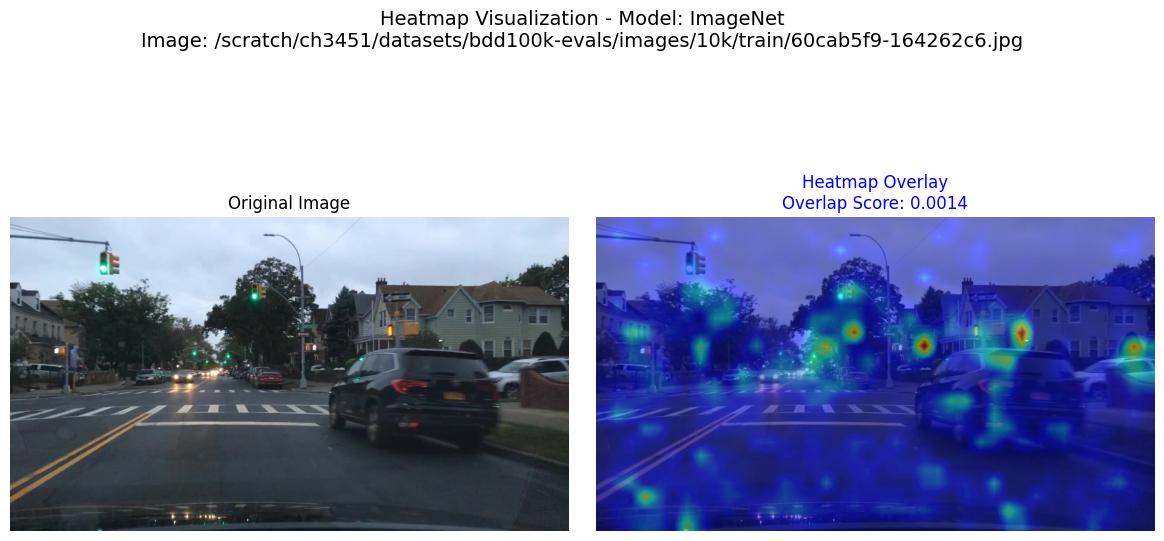 Heatmap Visualization - Model: ImageNet
Image: /scratch/ch3451/datasets/bdd100k-evals/images/10k/train/60cab5f9-164262c6.jpg
Original Image
Heatmap Overlay
Overlap Score: 0.0014